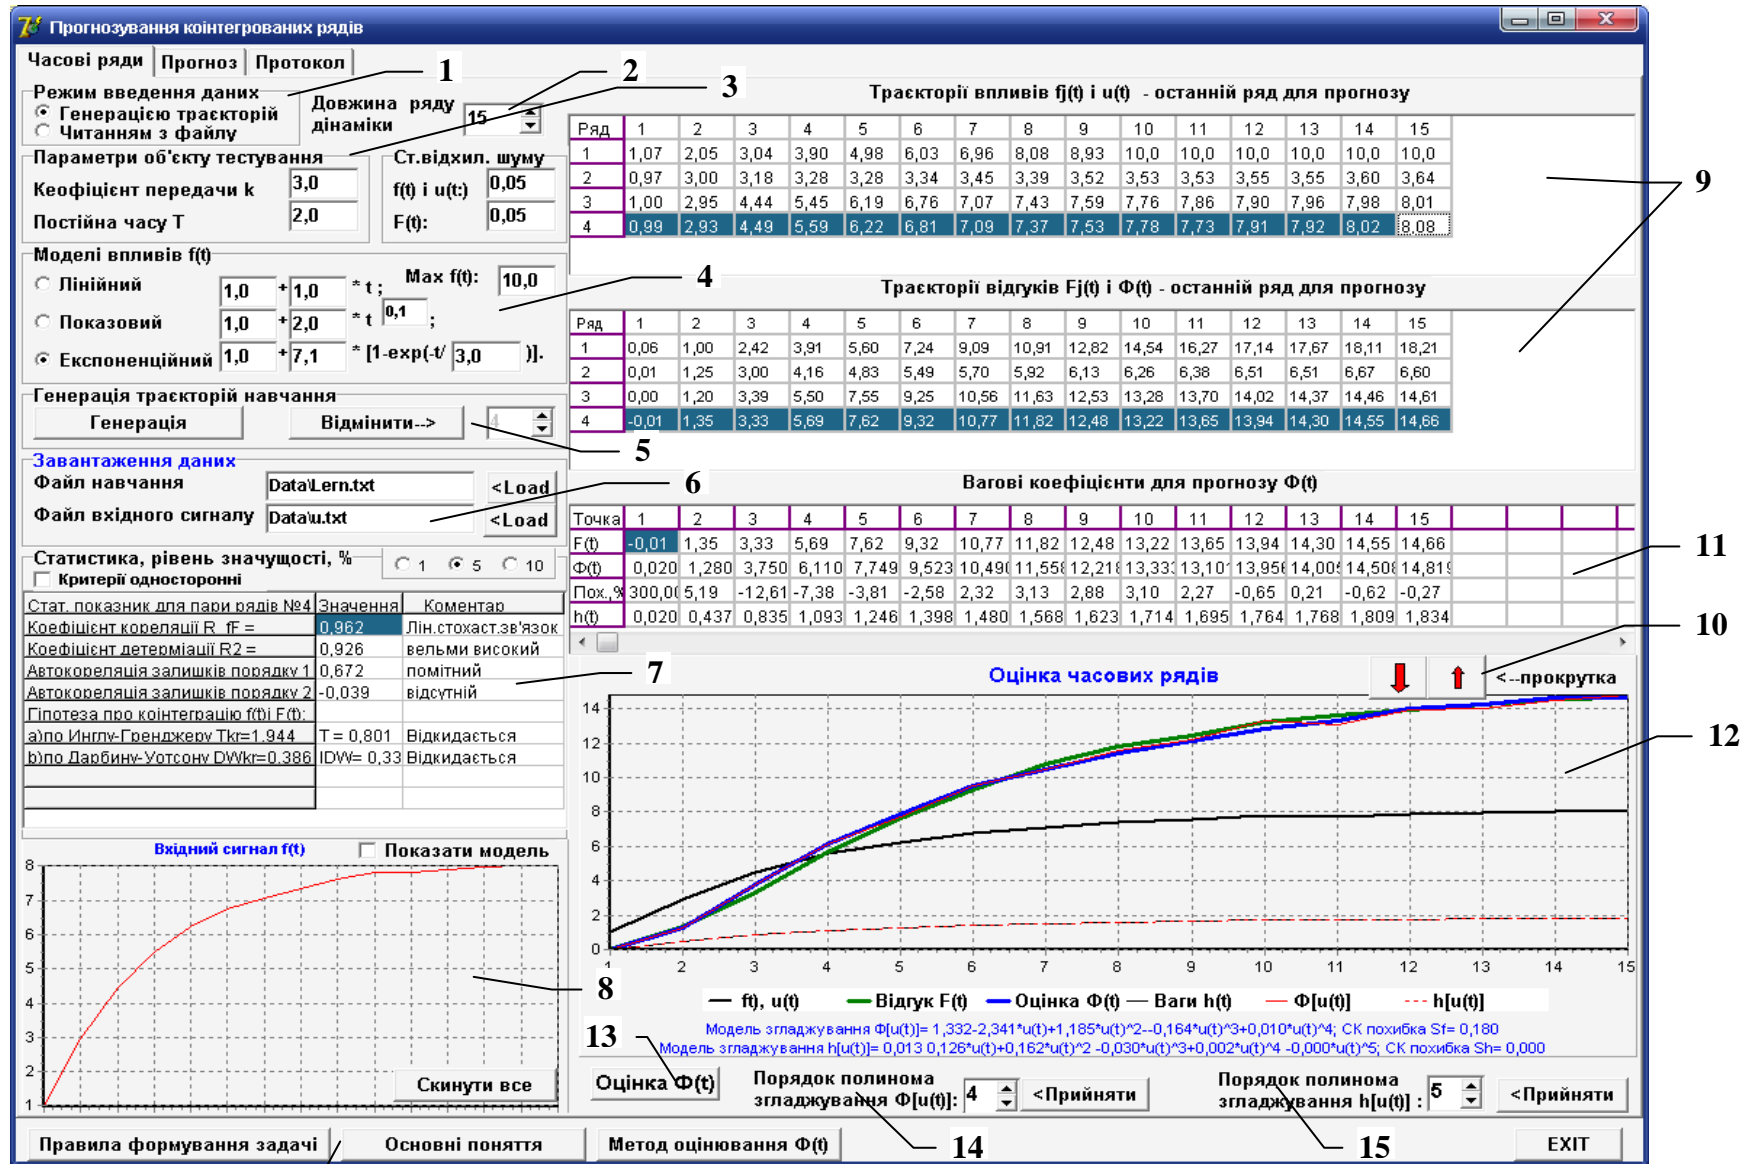 Прогнозування коінтегрованих рядів
Часові ряди Прогноз Протокол
1 2 3
Режим введення даних
Генерацією траєкторій
Читанням з файлу
Довжина ряду
динаміки 15
Параметри об'єкту тестування
Кеофіцієнт передачи k 3,0
Постійна часу T 2,0
Ст.відхил. шуму
f(t) і u(t:) 0,05
F(t): 0,05
Моделі впливів f(t)
Лінійний 1,0 + 1,0 * t ; Max f(t): 10,0
Показовий 1,0 + 2,0 * t 0,1 ;
Експоненційний 1,0 + 7,1 * [1-exp(-t/ 3,0 )].
4
Генерація траєкторій навчання
Генерація Відмінити--> 4
5
Завантаження даних
Файл навчання Data\Lern.txt <Load
Файл вхідного сигналу Data\u.txt <Load
6
Статистика, рівень значущості, % 1 5 10
Критерії односторонні
Стат. показник для пари рядів №4 Значення Коментар
Коефіцієнт кореляції R_fF = 0,962 Лін.стохаст.зв'язок
Коефіцієнт детерміації R2 = 0,926 вельми високий
Автокореляція залишків порядку 1 0,672 помітний
Автокореляція залишків порядку 2 -0,039 відсутній
Гіпотеза про коінтеграцію f(t)і F(t):
а)по Инглу-Гренджеру Tkr=1.944 T = 0,801 Відкидається
b)по Дарбину-Уотсону DWkr=0.386 IDW= 0,33 Відкидається
7
Вхідний сигнал f(t) Показати модель
8
7
6
5
4
3
2
1
8
Скинути все
Траєкторії впливів fj(t) і u(t) - останній ряд для прогнозу
Ряд 1 2 3 4 5 6 7 8 9 10 11 12 13 14 15
1 1,07 2,05 3,04 3,90 4,98 6,03 6,96 8,08 8,93 10,0 10,0 10,0 10,0 10,0 10,0
2 0,97 3,00 3,18 3,28 3,28 3,34 3,45 3,39 3,52 3,53 3,53 3,55 3,55 3,60 3,64
3 1,00 2,95 4,44 5,45 6,19 6,76 7,07 7,43 7,59 7,76 7,86 7,90 7,96 7,98 8,01
4 0,99 2,93 4,49 5,59 6,22 6,81 7,09 7,37 7,53 7,78 7,73 7,91 7,92 8,02 8,08
9
Траєкторії відгуків Fj(t) і Ф(t) - останній ряд для прогнозу
Ряд 1 2 3 4 5 6 7 8 9 10 11 12 13 14 15
1 0,06 1,00 2,42 3,91 5,60 7,24 9,09 10,91 12,82 14,54 16,27 17,14 17,67 18,11 18,21
2 0,01 1,25 3,00 4,16 4,83 5,49 5,70 5,92 6,13 6,26 6,38 6,51 6,51 6,67 6,60
3 0,00 1,20 3,39 5,50 7,55 9,25 10,56 11,63 12,53 13,28 13,70 14,02 14,37 14,46 14,61
4 -0,01 1,35 3,33 5,69 7,62 9,32 10,77 11,82 12,48 13,22 13,65 13,94 14,30 14,55 14,66
Вагові коефіцієнти для прогнозу Ф(t)
Точка 1 2 3 4 5 6 7 8 9 10 11 12 13 14 15
F(t) -0,01 1,35 3,33 5,69 7,62 9,32 10,77 11,82 12,48 13,22 13,65 13,94 14,30 14,55 14,66
Ф(t) 0,020 1,280 3,750 6,110 7,749 9,523 10,490 11,558 12,218 13,333 13,10 13,956 14,005 14,508 14,819
Пох.,% 300,00 5,19 -12,61 -7,38 -3,81 -2,58 2,32 3,13 2,88 3,10 2,27 -0,65 0,21 -0,62 -0,27
h(t) 0,020 0,437 0,835 1,093 1,246 1,398 1,480 1,568 1,623 1,714 1,695 1,764 1,768 1,809 1,834
11
10
Оцінка часових рядів <--прокрутка
14
12
10
8
6
4
2
0
1 2 3 4 5 6 7 8 9 10 11 12 13 14 15
12
ft), u(t) Відгук F(t) Оцінка Ф(t) Ваги h(t) Ф[u(t)] h[u(t)]
Модель згладжування Ф[u(t)]= 1,332-2,341*u(t)+1,185*u(t)^2--0,164*u(t)^3+0,010*u(t)^4; СК похибка Sf= 0,180
Модель згладжування h[u(t)]= 0,013 0,126*u(t)+0,162*u(t)^2 -0,030*u(t)^3+0,002*u(t)^4 -0,000*u(t)^5; СК похибка Sh= 0,000
13
Оцінка Ф(t)
Порядок полинома
згладжування Ф[u(t)]: 4 <Прийняти
Порядок полинома
згладжування h[u(t)] : 5 <Прийняти
14 15
Правила формування задачі Основні поняття Метод оцінювання Ф(t) EXIT